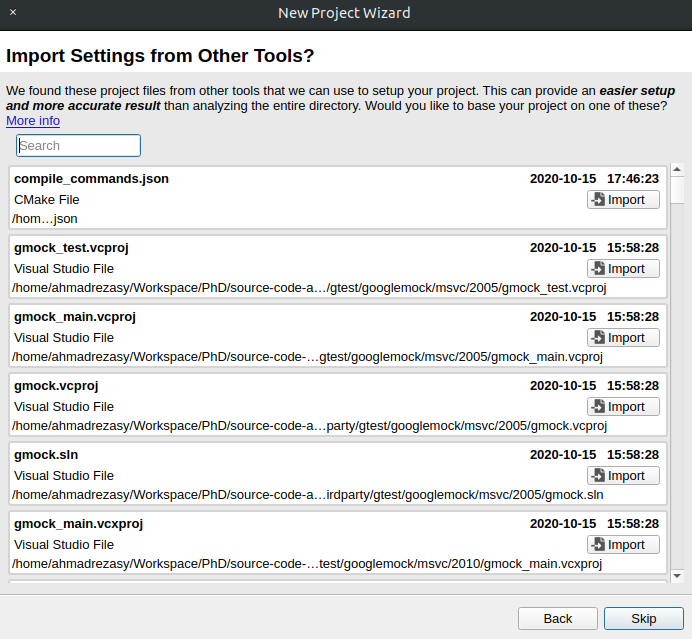 ×
New Project Wizard
Import Settings from Other Tools?
We found these project files from other tools that we can use to setup your project. This can provide an easier setup
and more accurate result than analyzing the entire directory. Would you like to base your project on one of these?
More info
Search
compile_commands.json 2020-10-15 17:46:23
CMake File Import
/hom…json
gmock_test.vcproj 2020-10-15 15:58:28
Visual Studio File Import
/home/ahmadrezasy/Workspace/PhD/source-code-a…/gtest/googlemock/msvc/2005/gmock_test.vcproj
gmock_main.vcproj 2020-10-15 15:58:28
Visual Studio File Import
/home/ahmadrezasy/Workspace/PhD/source-code-…gtest/googlemock/msvc/2005/gmock_main.vcproj
gmock.vcproj 2020-10-15 15:58:28
Visual Studio File Import
/home/ahmadrezasy/Workspace/PhD/source-code-a…party/gtest/googlemock/msvc/2005/gmock.vcproj
gmock.sln 2020-10-15 15:58:28
Visual Studio File Import
/home/ahmadrezasy/Workspace/PhD/source-code-a…irdparty/gtest/googlemock/msvc/2005/gmock.sln
gmock_main.vcxproj 2020-10-15 15:58:28
Visual Studio File Import
/home/ahmadrezasy/Workspace/PhD/source-code-…test/googlemock/msvc/2010/gmock_main.vcxproj
Back Skip